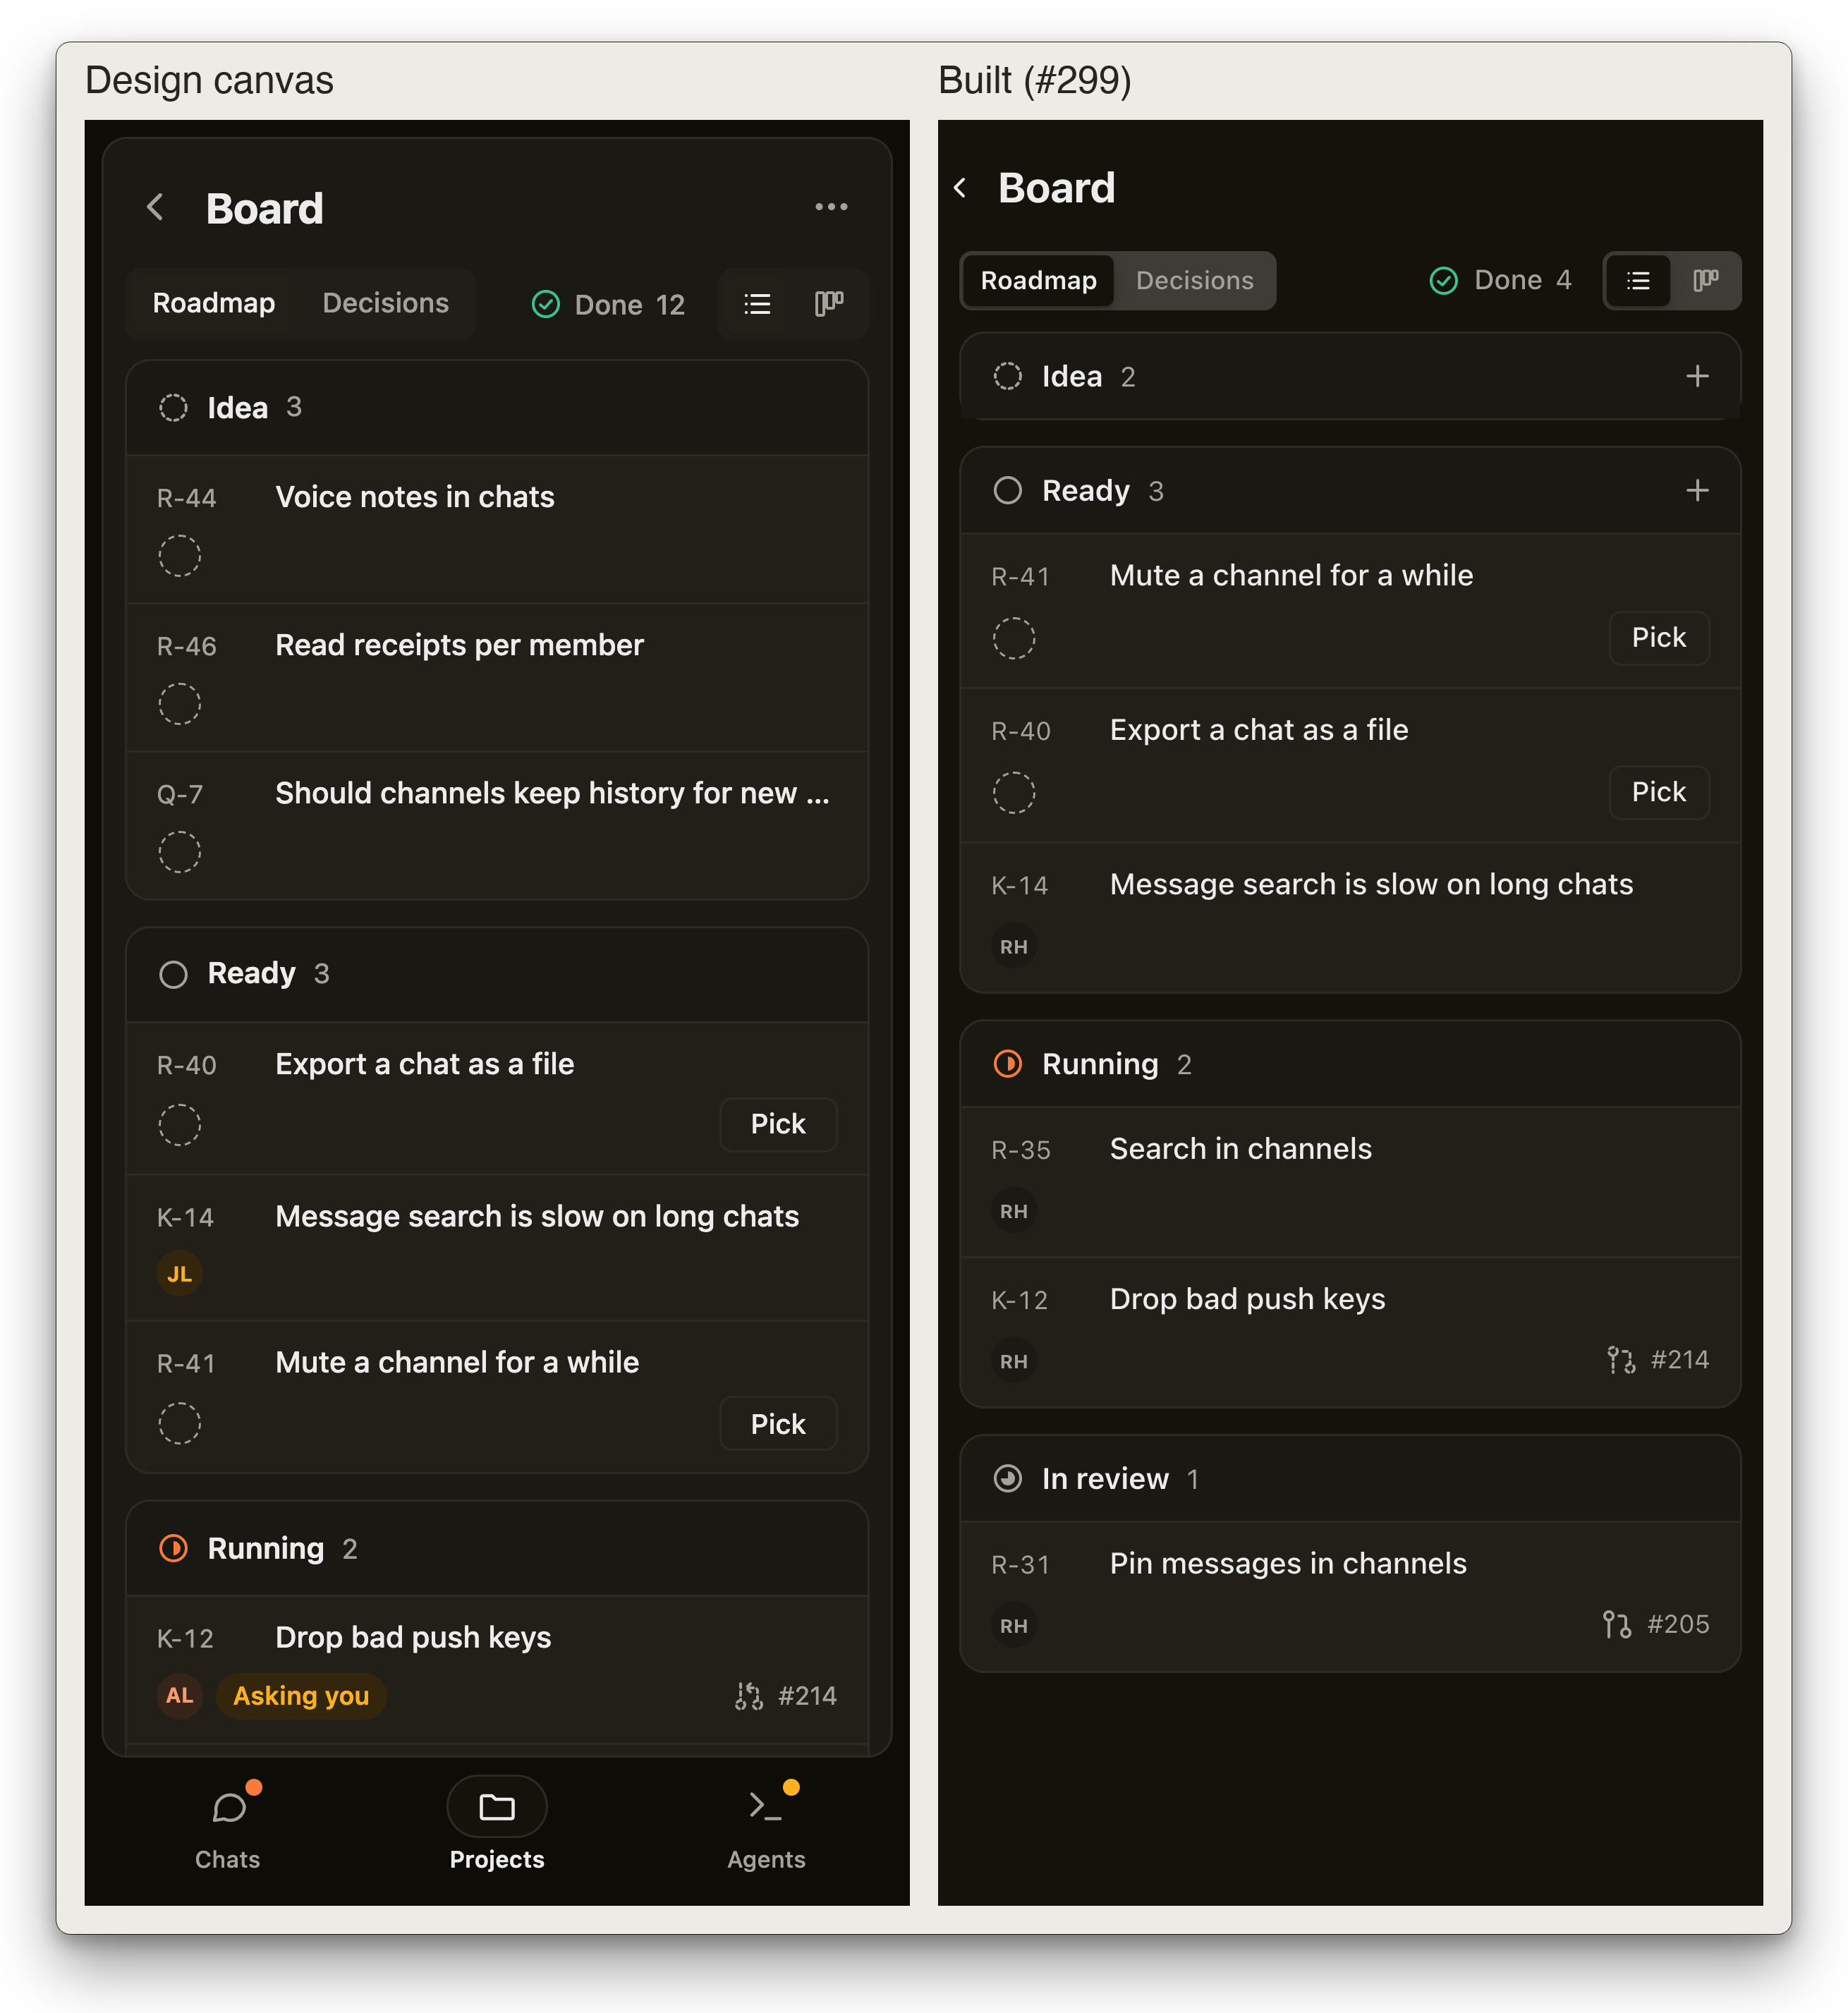 Design canvas
Board
Roadmap Decisions Done 12
Idea 3
R-44 Voice notes in chats
R-46 Read receipts per member
Q-7 Should channels keep history for new ...
Ready 3
R-40 Export a chat as a file
Pick
K-14 Message search is slow on long chats
JL
R-41 Mute a channel for a while
Pick
Running 2
K-12 Drop bad push keys
AL Asking you #214
Chats Projects Agents
Built (#299)
Board
Roadmap Decisions Done 4
Idea 2
Ready 3
R-41 Mute a channel for a while
Pick
R-40 Export a chat as a file
Pick
K-14 Message search is slow on long chats
RH
Running 2
R-35 Search in channels
RH
K-12 Drop bad push keys
RH #214
In review 1
R-31 Pin messages in channels
RH #205